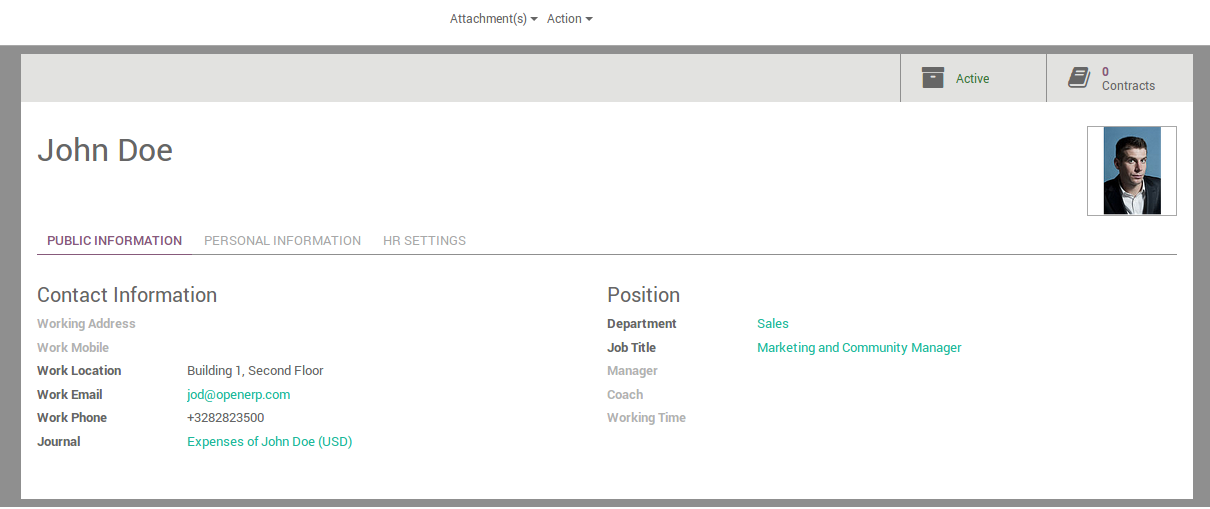 Attachment(s) Action
Active
0
Contracts
John Doe
PUBLIC INFORMATION PERSONAL INFORMATION HR SETTINGS
Contact Information
Working Address
Work Mobile
Work Location Building 1, Second Floor
Work Email jod@openerp.com
Work Phone +3282823500
Journal Expenses of John Doe (USD)
Position
Department Sales
Job Title Marketing and Community Manager
Manager
Coach
Working Time